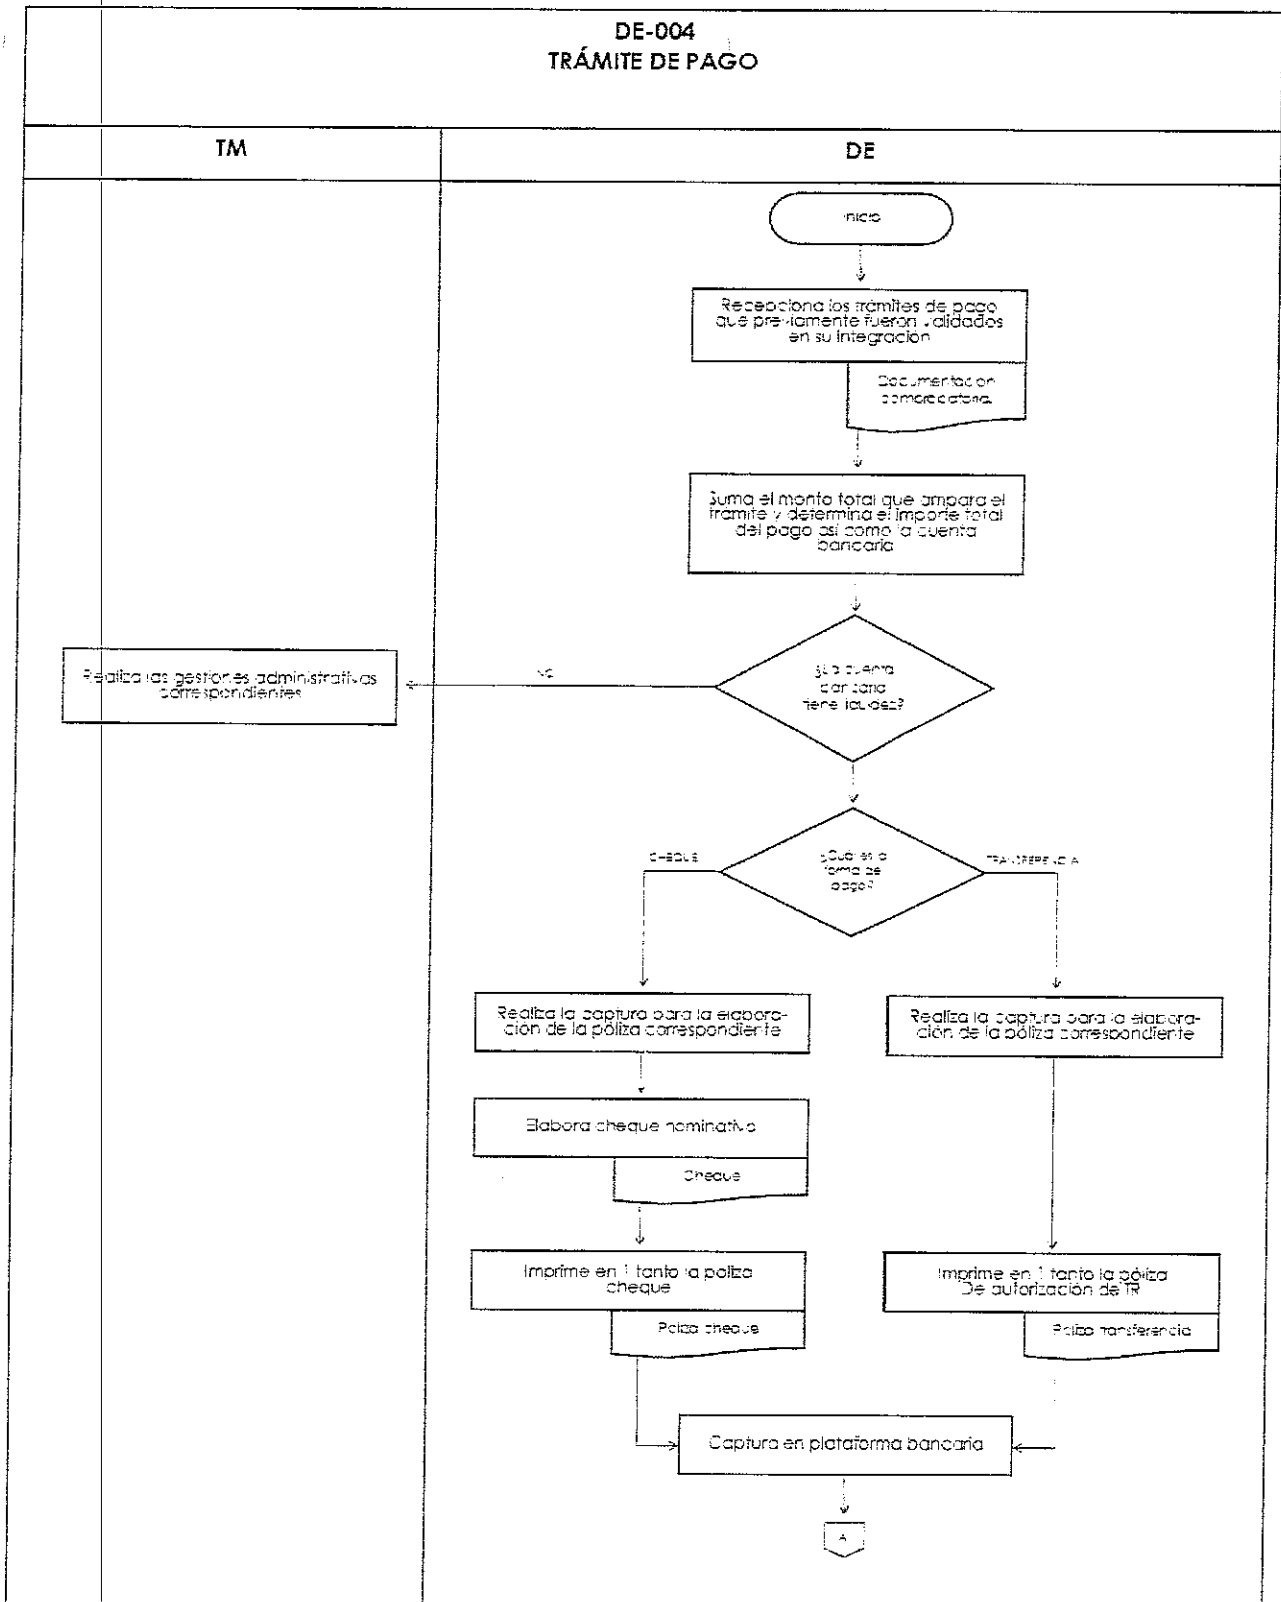 DE-004
TRÁMITE DE PAGO
TM
DE
Inicio
Recepciona los trámites de pago
que previamente fueron validados
en su integración
Documentación
comprobatoria
Suma el monto total que ampara el
trámite y determina el importe total
del pago así como la cuenta
bancaria
¿La cuenta
bancaria
tiene liquidez?
NO
Realiza las gestiones administrativas
correspondientes
¿Cuál es la
forma de
pago?
CHEQUE
TRANSFERENCIA
Realiza la captura para la elabora-
ción de la póliza correspondiente
Realiza la captura para la elabora-
ción de la póliza correspondiente
Elabora cheque nominativo
Cheque
Imprime en 1 tanto la póliza
cheque
Póliza cheque
Imprime en 1 tanto la póliza
De autorización de TR
Póliza transferencia
Captura en plataforma bancaria
A